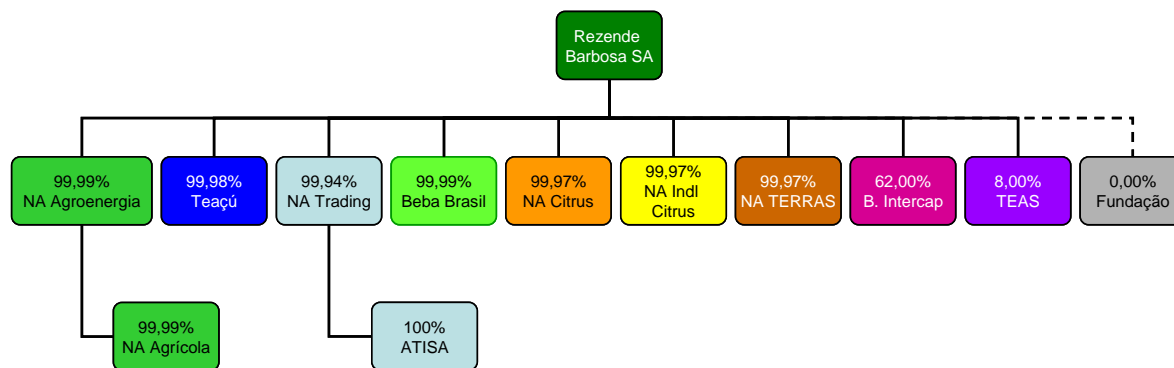 Rezende
Barbosa SA
99,99%
NA Agroenergia
99,98%
Teaçú
99,94%
NA Trading
99,99%
Beba Brasil
99,97%
NA Citrus
99,97%
NA Indl
Citrus
99,97%
NA TERRAS
62,00%
B. Intercap
8,00%
TEAS
0,00%
Fundação
99,99%
NA Agrícola
100%
ATISA